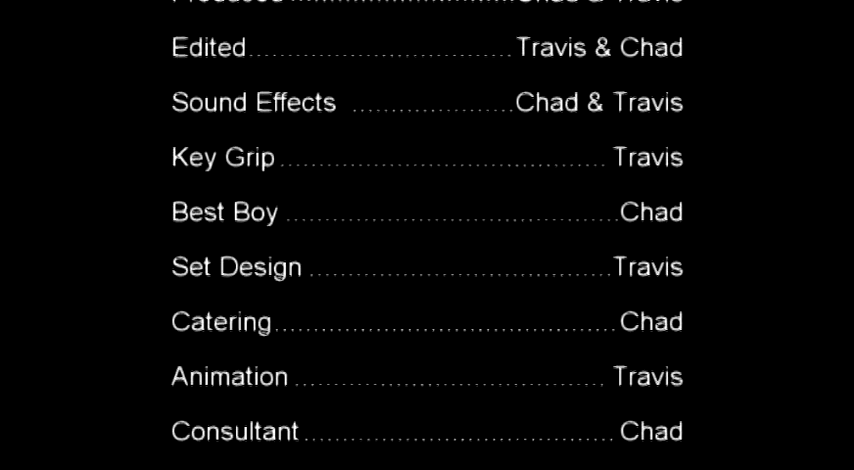 Edited..................................Travis & Chad
Sound Effects .....................Chad & Travis
Key Grip.......................................... Travis
Best Boy ...........................................Chad
Set Design .......................................Travis
Catering............................................Chad
Animation ........................................ Travis
Consultant........................................ Chad